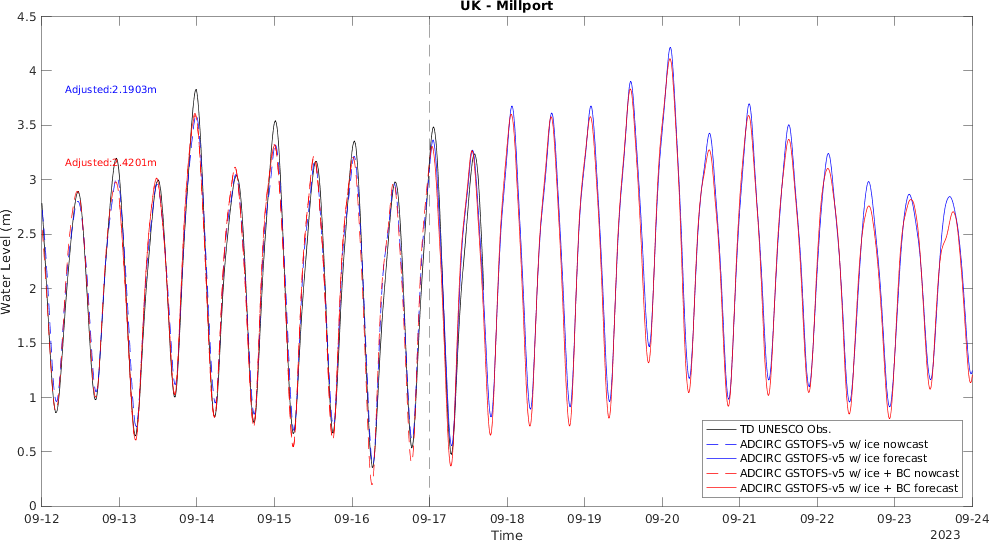 UK - Millport
4.5
4
3.5
3
2.5
2
1.5
1
0.5
0
Water Level (m)
Adjusted:2.1903m
Adjusted:2.4201m
TD UNESCO Obs.
ADCIRC GSTOFS-v5 w/ ice nowcast
ADCIRC GSTOFS-v5 w/ ice forecast
ADCIRC GSTOFS-v5 w/ ice + BC nowcast
ADCIRC GSTOFS-v5 w/ ice + BC forecast
09-12 09-13 09-14 09-15 09-16 09-17 09-18 09-19 09-20 09-21 09-22 09-23 09-24
Time
2023